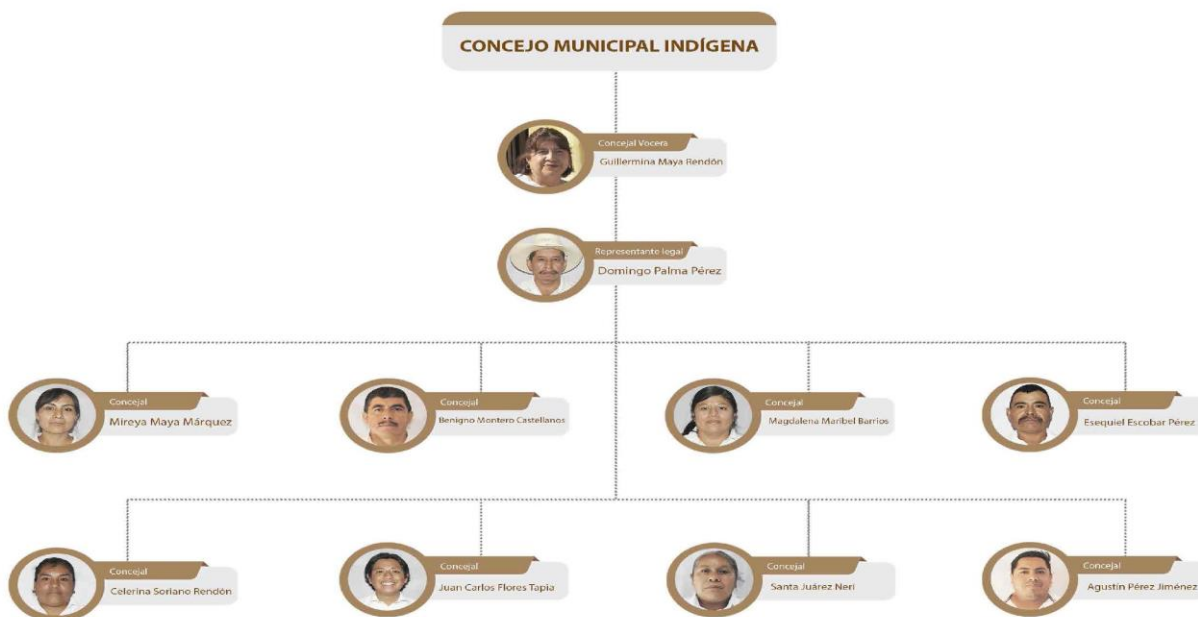 CONCEJO MUNICIPAL INDÍGENA
Concejal Vocera
Guillermina Maya Rendón
Representante legal
Domingo Palma Pérez
Concejal
Mireya Maya Márquez
Concejal
Benigno Montero Castellanos
Concejal
Magdalena Maribel Barrios
Concejal
Esequiel Escobar Pérez
Concejal
Celerina Soriano Rendón
Concejal
Juan Carlos Flores Tapia
Concejal
Santa Juárez Neri
Concejal
Agustín Pérez Jiménez